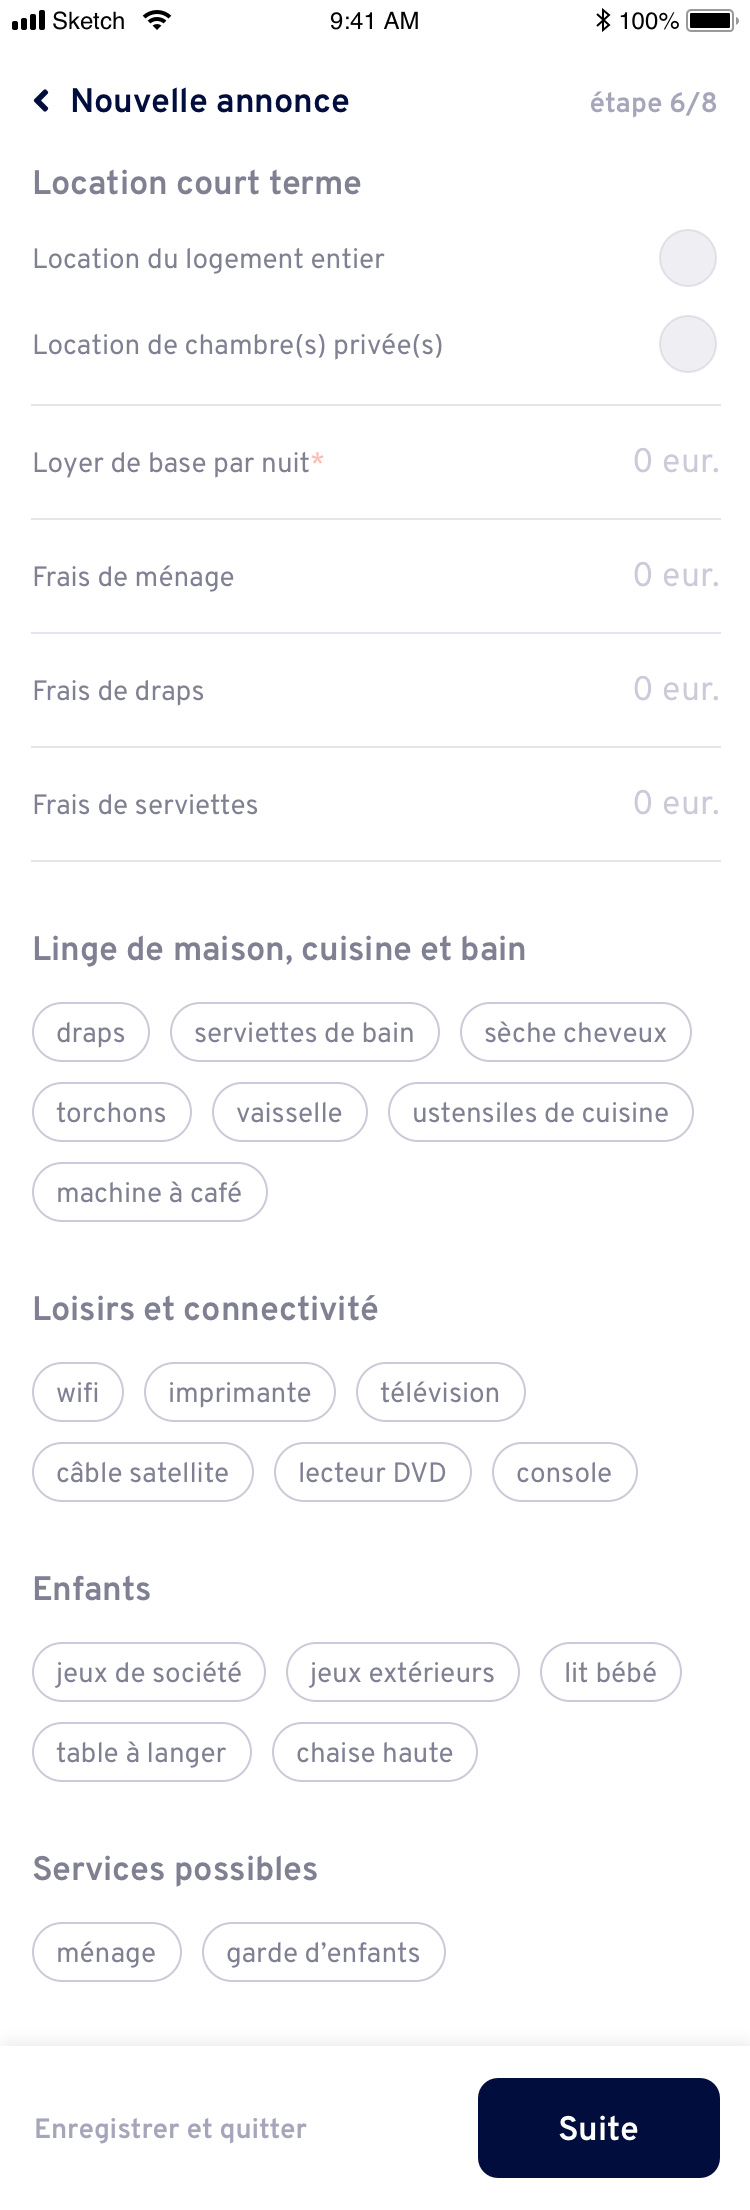 Sketch 9:41 AM 100%
Nouvelle annonce étape 6/8
Location court terme
Location du logement entier
Location de chambre(s) privée(s)
Loyer de base par nuit* 0 eur.
Frais de ménage 0 eur.
Frais de draps 0 eur.
Frais de serviettes 0 eur.
Linge de maison, cuisine et bain
draps serviettes de bain sèche cheveux
torchons vaisselle ustensiles de cuisine
machine à café
Loisirs et connectivité
wifi imprimante télévision
câble satellite lecteur DVD console
Enfants
jeux de société jeux extérieurs lit bébé
table à langer chaise haute
Services possibles
ménage garde d’enfants
Enregistrer et quitter Suite